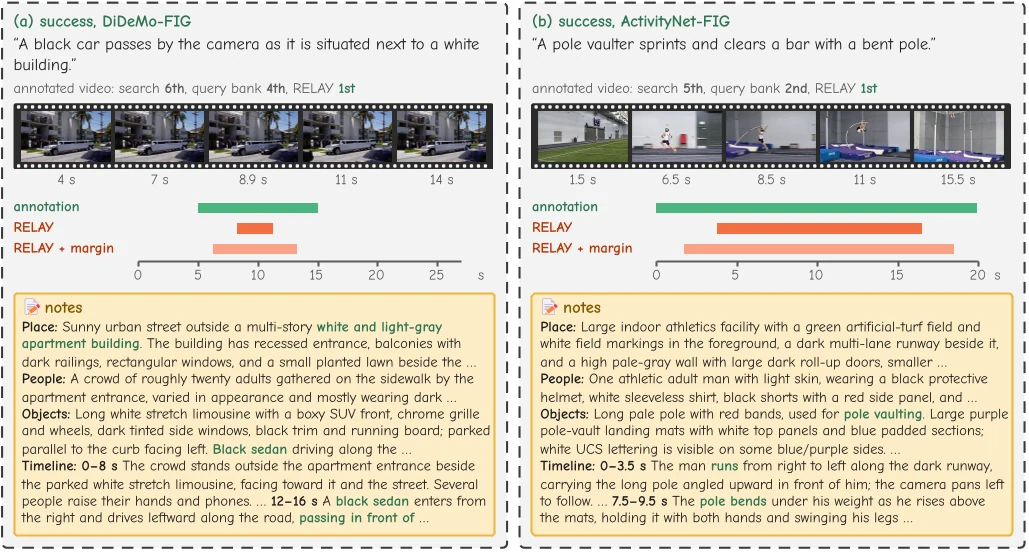 (a) success, DiDeMo-FIG
“A black car passes by the camera as it is situated next to a white
building.”
annotated video: search 6th, query bank 4th, RELAY 1st
4 s 7 s 8.9 s 11 s 14 s
annotation
RELAY
RELAY + margin
0 5 10 15 20 25 s
notes
Place: Sunny urban street outside a multi-story white and light-gray
apartment building. The building has recessed entrance, balconies with
dark railings, rectangular windows, and a small planted lawn beside the ...
People: A crowd of roughly twenty adults gathered on the sidewalk by the
apartment entrance, varied in appearance and mostly wearing dark ...
Objects: Long white stretch limousine with a boxy SUV front, chrome grille
and wheels, dark tinted side windows, black trim and running board; parked
parallel to the curb facing left. Black sedan driving along the ...
Timeline: 0–8 s The crowd stands outside the apartment entrance beside
the parked white stretch limousine, facing toward it and the street. Several
people raise their hands and phones. ... 12–16 s A black sedan enters from
the right and drives leftward along the road, passing in front of ...
(b) success, ActivityNet-FIG
“A pole vaulter sprints and clears a bar with a bent pole.”
annotated video: search 5th, query bank 2nd, RELAY 1st
1.5 s 6.5 s 8.5 s 11 s 15.5 s
annotation
RELAY
RELAY + margin
0 5 10 15 20 s
notes
Place: Large indoor athletics facility with a green artificial-turf field and
white field markings in the foreground, a dark multi-lane runway beside it,
and a high pale-gray wall with large dark roll-up doors, smaller ...
People: One athletic adult man with light skin, wearing a black protective
helmet, white sleeveless shirt, black shorts with a red side panel, and ...
Objects: Long pale pole with red bands, used for pole vaulting. Large purple
pole-vault landing mats with white top panels and blue padded sections;
white UCS lettering is visible on some blue/purple sides. ...
Timeline: 0–3.5 s The man runs from right to left along the dark runway,
carrying the long pole angled upward in front of him; the camera pans left
to follow. ... 7.5–9.5 s The pole bends under his weight as he rises above
the mats, holding it with both hands and swinging his legs ...